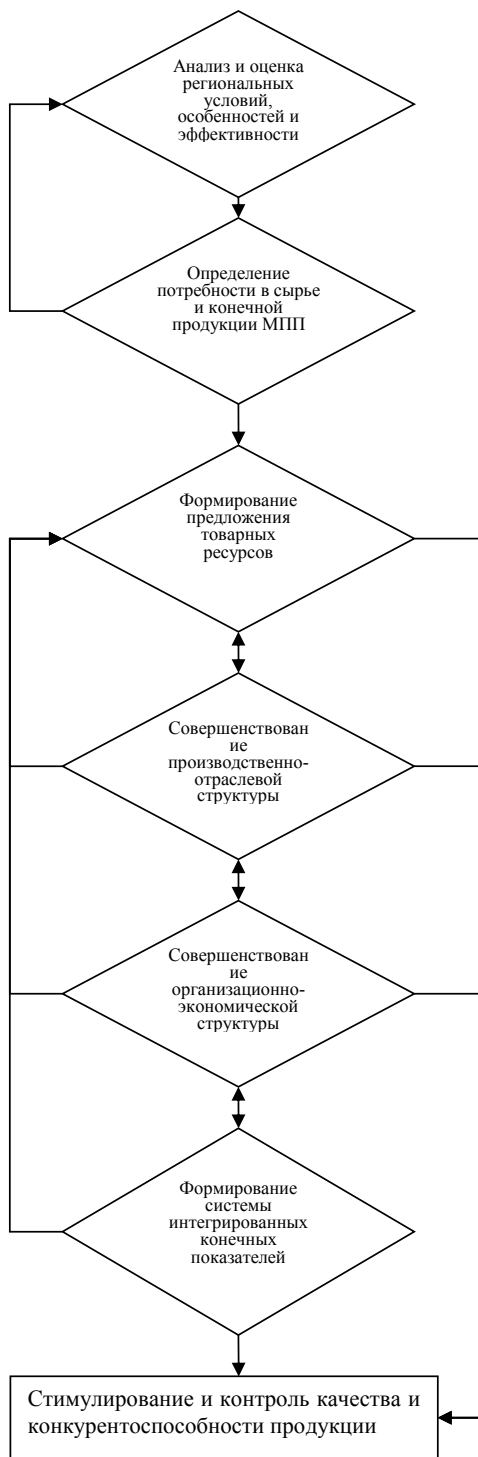 Анализ и оценка
региональных
условий,
особенностей и
эффективности
Определение
потребности в сырье
и конечной
продукции МПП
Формирование
предложения
товарных
ресурсов
Совершенствован
ие
производственно-
отраслевой
структуры
Совершенствован
ие
организационно-
экономической
структуры
Формирование
системы
интегрированных
конечных
показателей
Стимулирование и контроль качества и
конкурентоспособности продукции